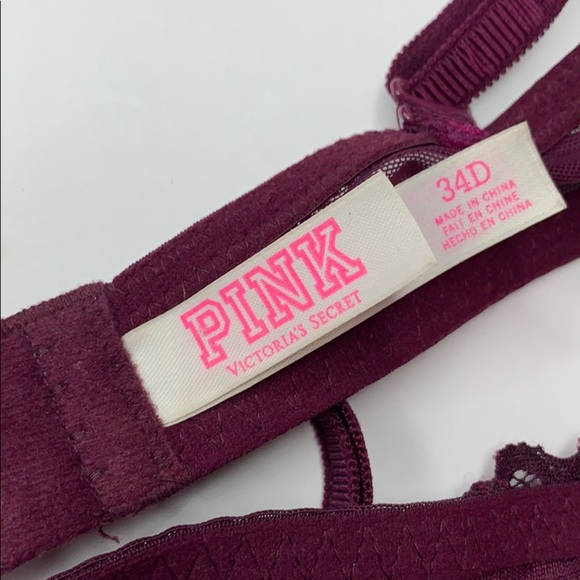 PINK
VICTORIA'S SECRET
34D
MADE IN CHINA
FAIT EN CHINE
HECHO EN CHINA